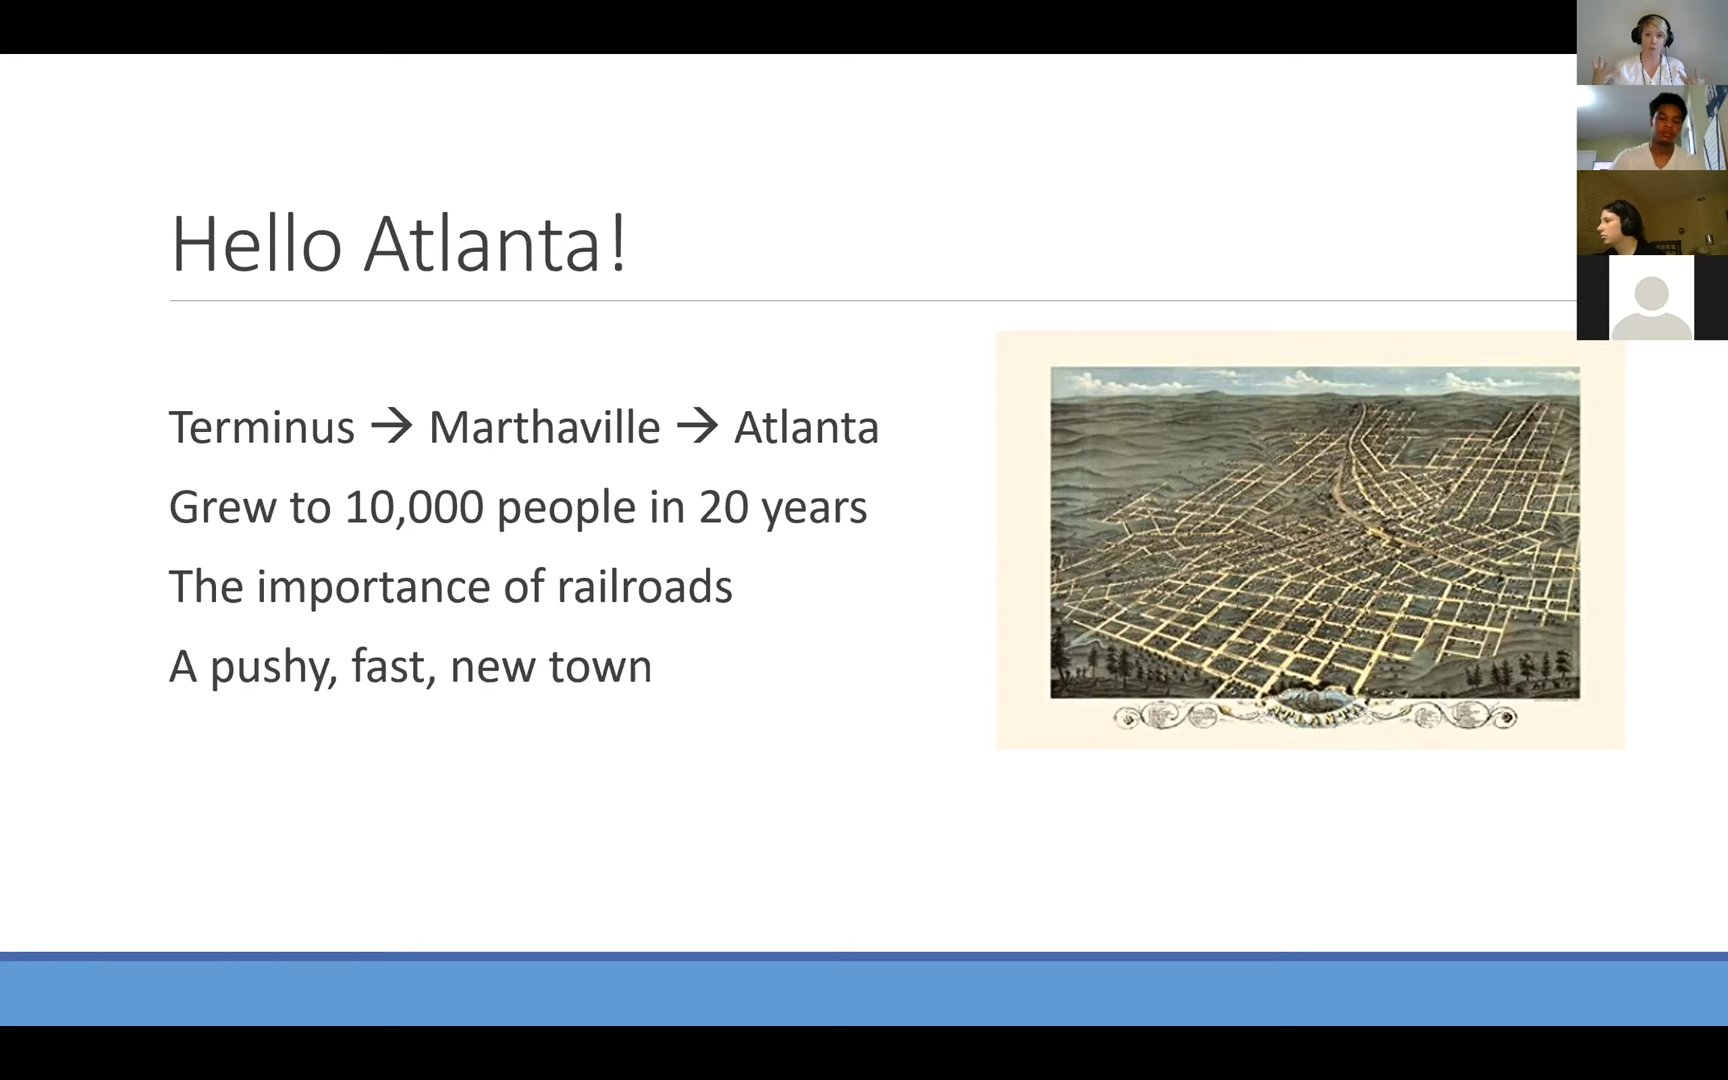 Hello Atlanta!
Terminus → Marthaville → Atlanta
Grew to 10,000 people in 20 years
The importance of railroads
A pushy, fast, new town
ATLANTA